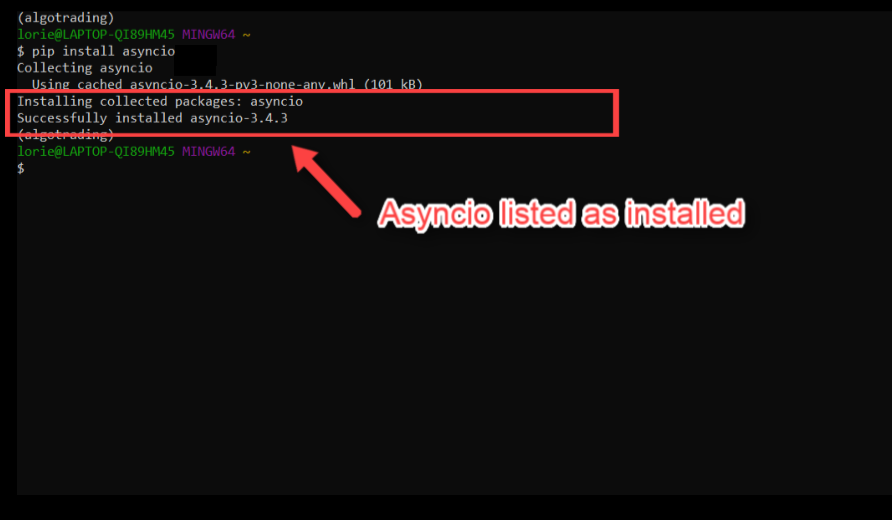 (algotrading)
lorie@LAPTOP-QI89HM45 MINGW64 ~
$ pip install asyncio
Collecting asyncio
Using cached asyncio-3.4.3-py3-none-any.whl (101 kB)
Installing collected packages: asyncio
Successfully installed asyncio-3.4.3
(algotrading)
lorie@LAPTOP-QI89HM45 MINGW64 ~
$
Asyncio listed as installed